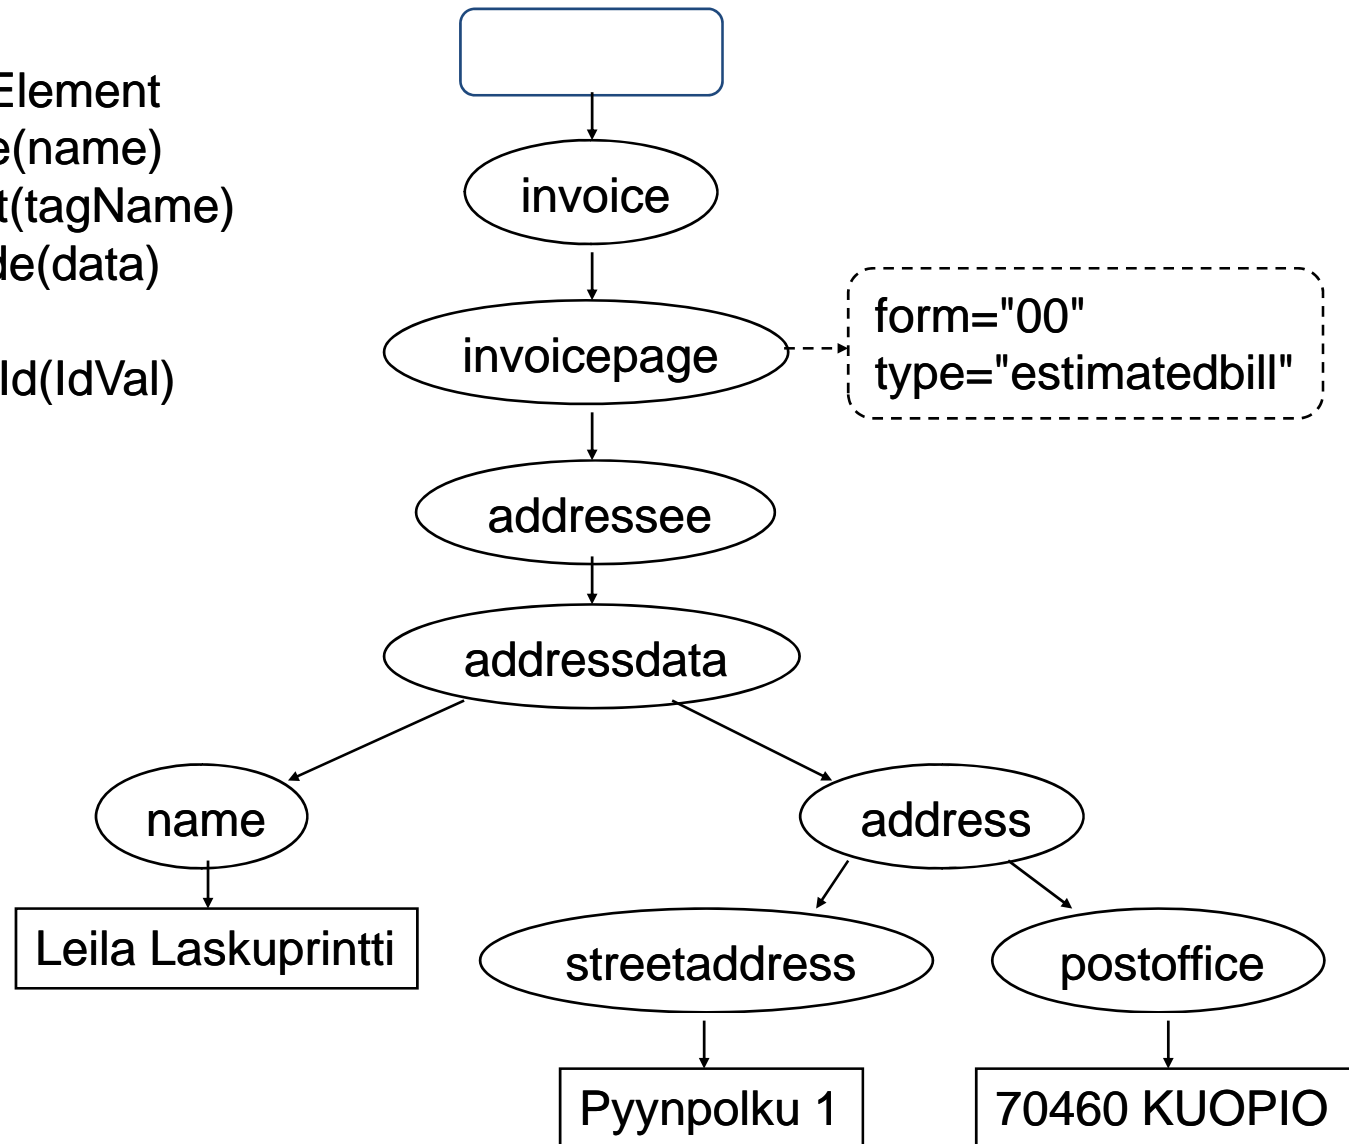 Element
e(name)
t(tagName)
de(data)
Id(IdVal)
invoice
invoicepage
form="00"
type="estimatedbill"
addressee
addressdata
name
address
Leila Laskuprintti
streetaddress
postoffice
Pyynpolku 1
70460 KUOPIO